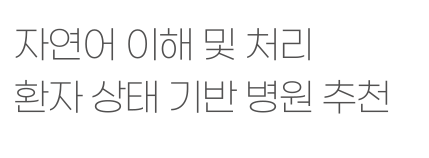 자연어 이해 및 처리
환자 상태 기반 병원 추천